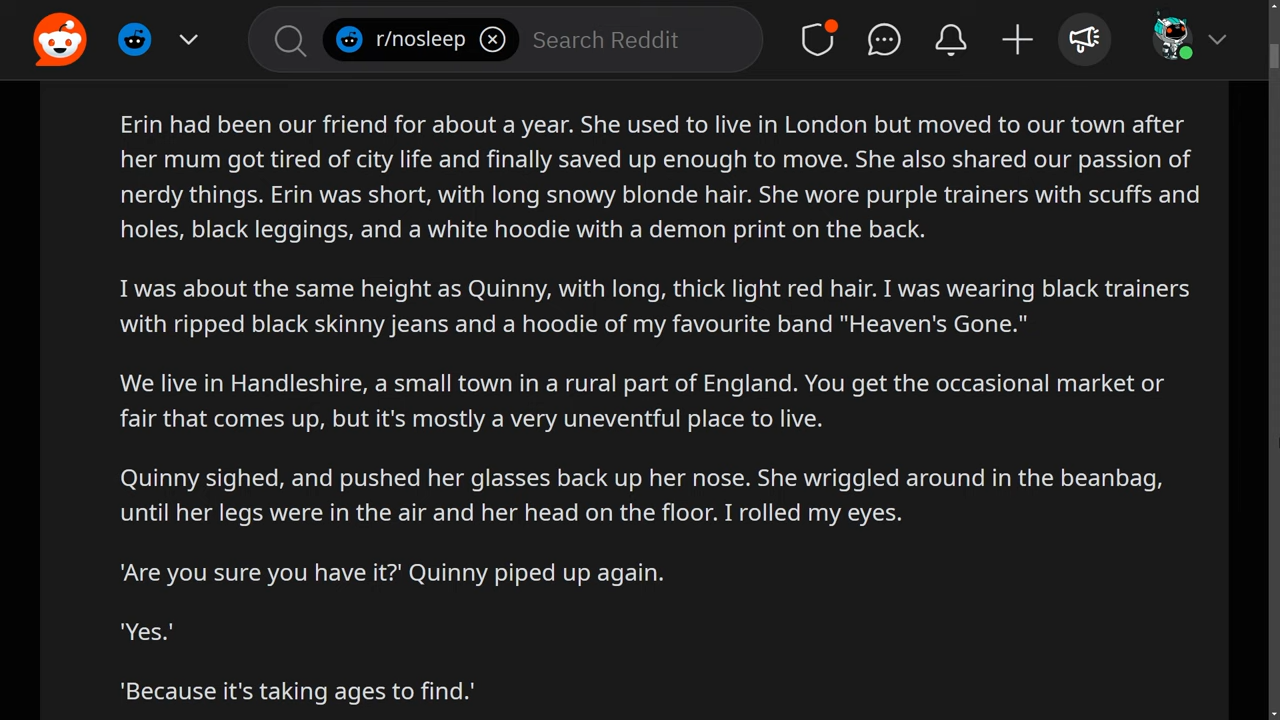 r/nosleep Search Reddit
Erin had been our friend for about a year. She used to live in London but moved to our town after
her mum got tired of city life and finally saved up enough to move. She also shared our passion of
nerdy things. Erin was short, with long snowy blonde hair. She wore purple trainers with scuffs and
holes, black leggings, and a white hoodie with a demon print on the back.
I was about the same height as Quinny, with long, thick light red hair. I was wearing black trainers
with ripped black skinny jeans and a hoodie of my favourite band "Heaven's Gone."
We live in Handleshire, a small town in a rural part of England. You get the occasional market or
fair that comes up, but it's mostly a very uneventful place to live.
Quinny sighed, and pushed her glasses back up her nose. She wriggled around in the beanbag,
until her legs were in the air and her head on the floor. I rolled my eyes.
'Are you sure you have it?' Quinny piped up again.
'Yes.'
'Because it's taking ages to find.'